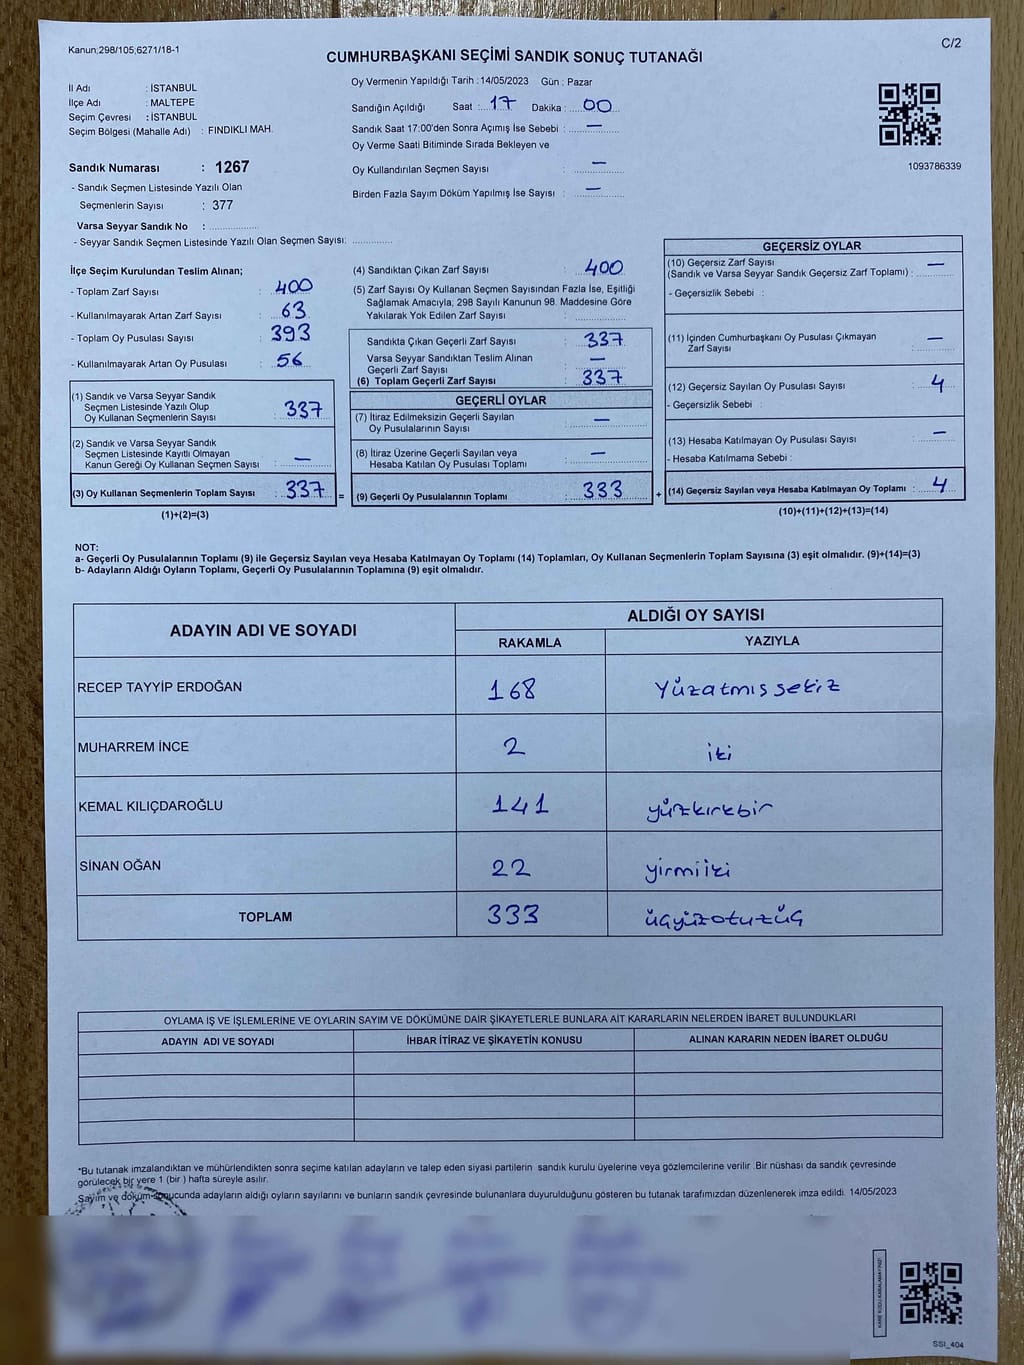 Kanun;298/105;6271/18-1
C/2
CUMHURBAŞKANI SEÇİMİ SANDIK SONUÇ TUTANAĞI
İl Adı : İSTANBUL
İlçe Adı : MALTEPE
Seçim Çevresi : İSTANBUL
Seçim Bölgesi (Mahalle Adı) : FINDIKLI MAH.
Sandık Numarası : 1267
- Sandık Seçmen Listesinde Yazılı Olan
Seçmenlerin Sayısı : 377
Varsa Seyyar Sandık No :
- Seyyar Sandık Seçmen Listesinde Yazılı Olan Seçmen Sayısı:
Oy Vermenin Yapıldığı Tarih : 14/05/2023 Gün : Pazar
Sandığın Açıldığı Saat : 17 Dakika : 00
Sandık Saat 17:00'den Sonra Açımış İse Sebebi : —
Oy Verme Saati Bitiminde Sırada Bekleyen ve
Oy Kullandırılan Seçmen Sayısı : —
Birden Fazla Sayım Döküm Yapılmış İse Sayısı : —
1093786339
İlçe Seçim Kurulundan Teslim Alınan;
- Toplam Zarf Sayısı : 400
- Kullanılmayarak Artan Zarf Sayısı : 63
- Toplam Oy Pusulası Sayısı : 393
- Kullanılmayarak Artan Oy Pusulası : 56
(1) Sandık ve Varsa Seyyar Sandık
Seçmen Listesinde Yazılı Olup
Oy Kullanan Seçmenlerin Sayısı : 337
(2) Sandık ve Varsa Seyyar Sandık
Seçmen Listesinde Kayıtlı Olmayan
Kanun Gereği Oy Kullanan Seçmen Sayısı : —
(3) Oy Kullanan Seçmenlerin Toplam Sayısı : 337 =
(1)+(2)=(3)
(4) Sandıktan Çıkan Zarf Sayısı : 400
(5) Zarf Sayısı Oy Kullanan Seçmen Sayısından Fazla İse, Eşitliği
Sağlamak Amacıyla, 298 Sayılı Kanunun 98. Maddesine Göre
Yakılarak Yok Edilen Zarf Sayısı :
Sandıkta Çıkan Geçerli Zarf Sayısı : 337
Varsa Seyyar Sandıktan Teslim Alınan
Geçerli Zarf Sayısı : —
(6) Toplam Geçerli Zarf Sayısı : 337
GEÇERLİ OYLAR
(7) İtiraz Edilmeksizin Geçerli Sayılan
Oy Pusulalarının Sayısı : —
(8) İtiraz Üzerine Geçerli Sayılan veya
Hesaba Katılan Oy Pusulası Toplamı : —
(9) Geçerli Oy Pusulalarınnın Toplamı : 333 +
GEÇERSİZ OYLAR
(10) Geçersiz Zarf Sayısı —
(Sandık ve Varsa Seyyar Sandık Geçersiz Zarf Toplamı) :
- Geçersizlik Sebebi :
(11) İçinden Cumhurbaşkanı Oy Pusulası Çıkmayan
Zarf Sayısı : —
(12) Geçersiz Sayılan Oy Pusulası Sayısı : 4
- Geçersizlik Sebebi :
(13) Hesaba Katılmayan Oy Pusulası Sayısı : —
- Hesaba Katılmama Sebebi :
(14) Geçersiz Sayılan veya Hesaba Katılmayan Oy Toplamı : 4
(10)+(11)+(12)+(13)=(14)
NOT:
a- Geçerli Oy Pusulalarının Toplamı (9) ile Geçersiz Sayılan veya Hesaba Katılmayan Oy Toplamı (14) Toplamları, Oy Kullanan Seçmenlerin Toplam Sayısına (3) eşit olmalıdır. (9)+(14)=(3)
b- Adayların Aldığı Oyların Toplamı, Geçerli Oy Pusulalarının Toplamına (9) eşit olmalıdır.
ADAYIN ADI VE SOYADI
ALDIĞI OY SAYISI
RAKAMLA YAZIYLA
RECEP TAYYİP ERDOĞAN 168 Yüzatmış sekiz
MUHARREM İNCE 2 iki
KEMAL KILIÇDAROĞLU 141 yüzkırkbir
SİNAN OĞAN 22 yirmiiki
TOPLAM 333 üçyüzotuzüç
OYLAMA İŞ VE İŞLEMLERİNE VE OYLARIN SAYIM VE DÖKÜMÜNE DAİR ŞİKAYETLERLE BUNLARA AİT KARARLARIN NELERDEN İBARET BULUNDUKLARI
ADAYIN ADI VE SOYADI İHBAR İTİRAZ VE ŞİKAYETİN KONUSU ALINAN KARARIN NEDEN İBARET OLDUĞU
*Bu tutanak imzalandıktan ve mühürlendikten sonra seçime katılan adayların ve talep eden siyasi partilerin sandık kurulu üyelerine veya gözlemcilerine verilir .Bir nüshası da sandık çevresinde
görülecek bir yere 1 (bir ) hafta süreyle asılır.
Sayım ve döküm sonucunda adayların aldığı oyların sayılarını ve bunların sandık çevresinde bulunanlara duyurulduğunu gösteren bu tutanak tarafımızdan düzenlenerek imza edildi. 14/05/2023
KARE KODU KARALAMAYINIZ!
SSI_404